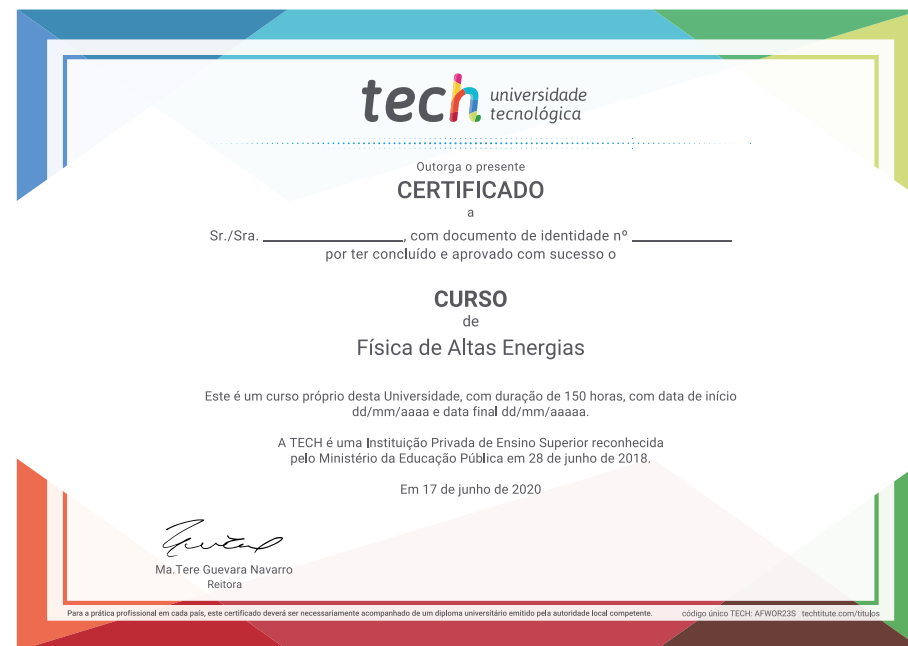 tech universidade
tecnológica
Outorga o presente
CERTIFICADO
a
Sr./Sra. ____________________, com documento de identidade nº ______________
por ter concluído e aprovado com sucesso o
CURSO
de
Física de Altas Energias
Este é um curso próprio desta Universidade, com duração de 150 horas, com data de início
dd/mm/aaaa e data final dd/mm/aaaaa.
A TECH é uma Instituição Privada de Ensino Superior reconhecida
pelo Ministério da Educação Pública em 28 de junho de 2018.
Em 17 de junho de 2020
Ma.Tere Guevara Navarro
Reitora
Para a prática profissional em cada país, este certificado deverá ser necessariamente acompanhado de um diploma universitário emitido pela autoridade local competente. código único TECH: AFWOR23S techtitute.com/titulos